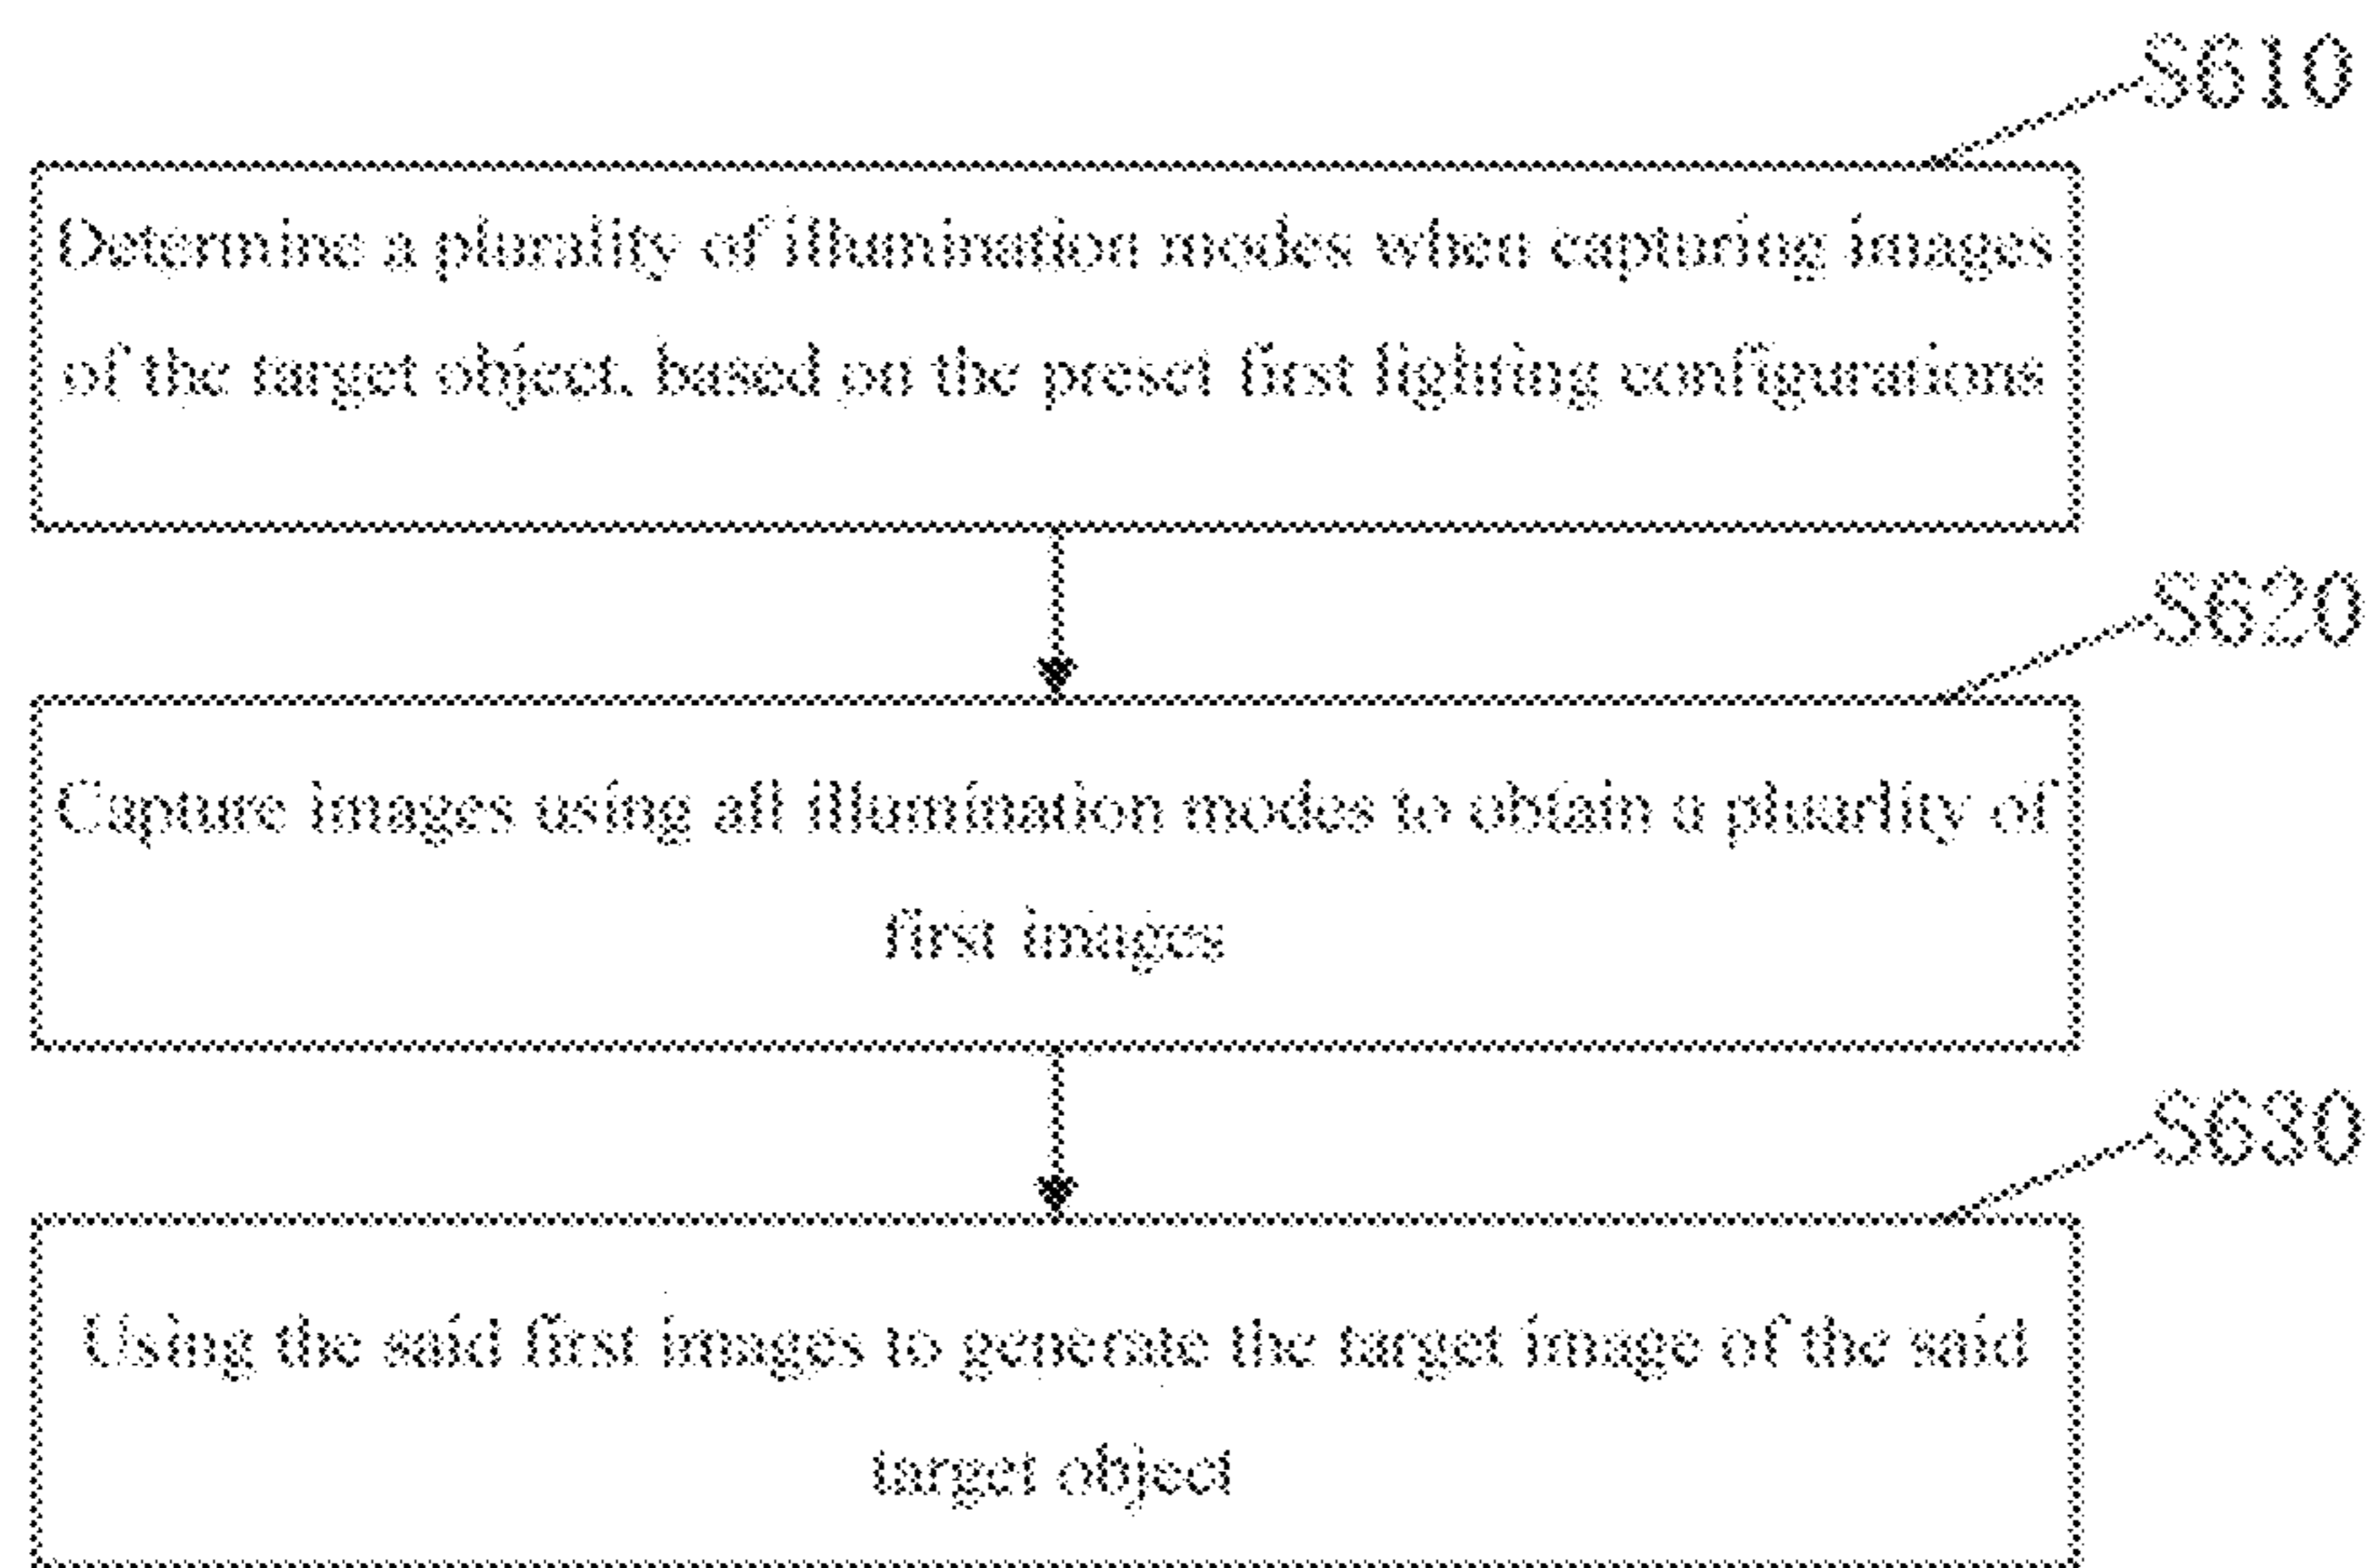 S610
Determine a plurality of illumination modes when capturing images
of the target object, based on the preset first lighting configurations
S620
Capture images using all illumination modes to obtain a pluarlity of
first images
S630
Using the said first images to generate the target image of the said
target object